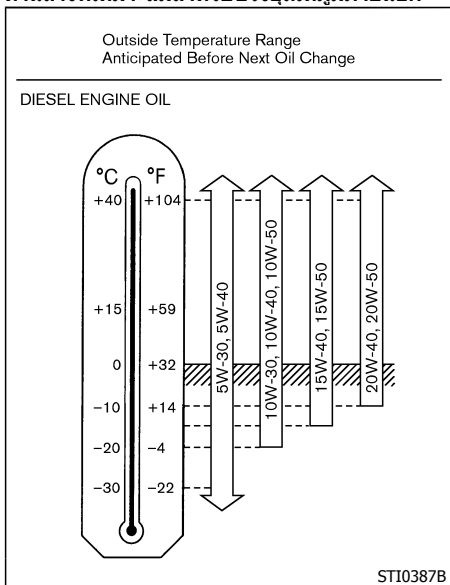 Outside Temperature Range
Anticipated Before Next Oil Change
DIESEL ENGINE OIL
°C °F
+40 +104
+15 +59
0 +32
−10 +14
−20 −4
−30 −22
5W-30, 5W-40
10W-30, 10W-40, 10W-50
15W-40, 15W-50
20W-40, 20W-50
STI0387B